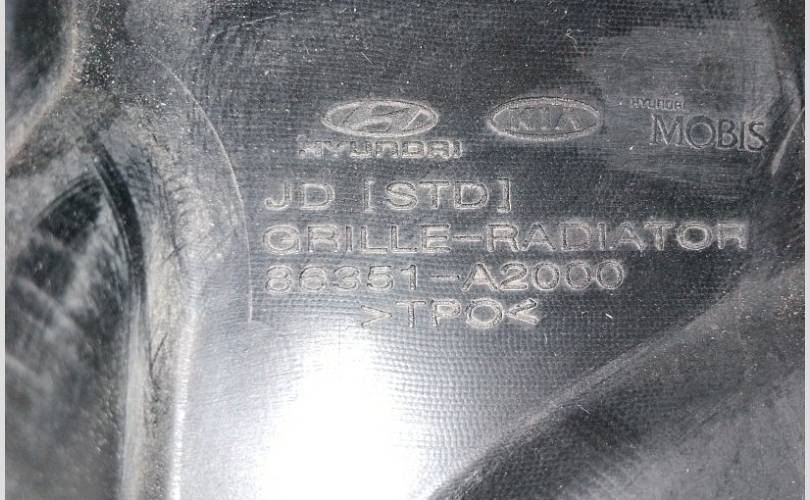 HYUNDAI KIA HYUNDAI MOBIS
JD [STD]
GRILLE-RADIATOR
86351-A2000
>TPO<